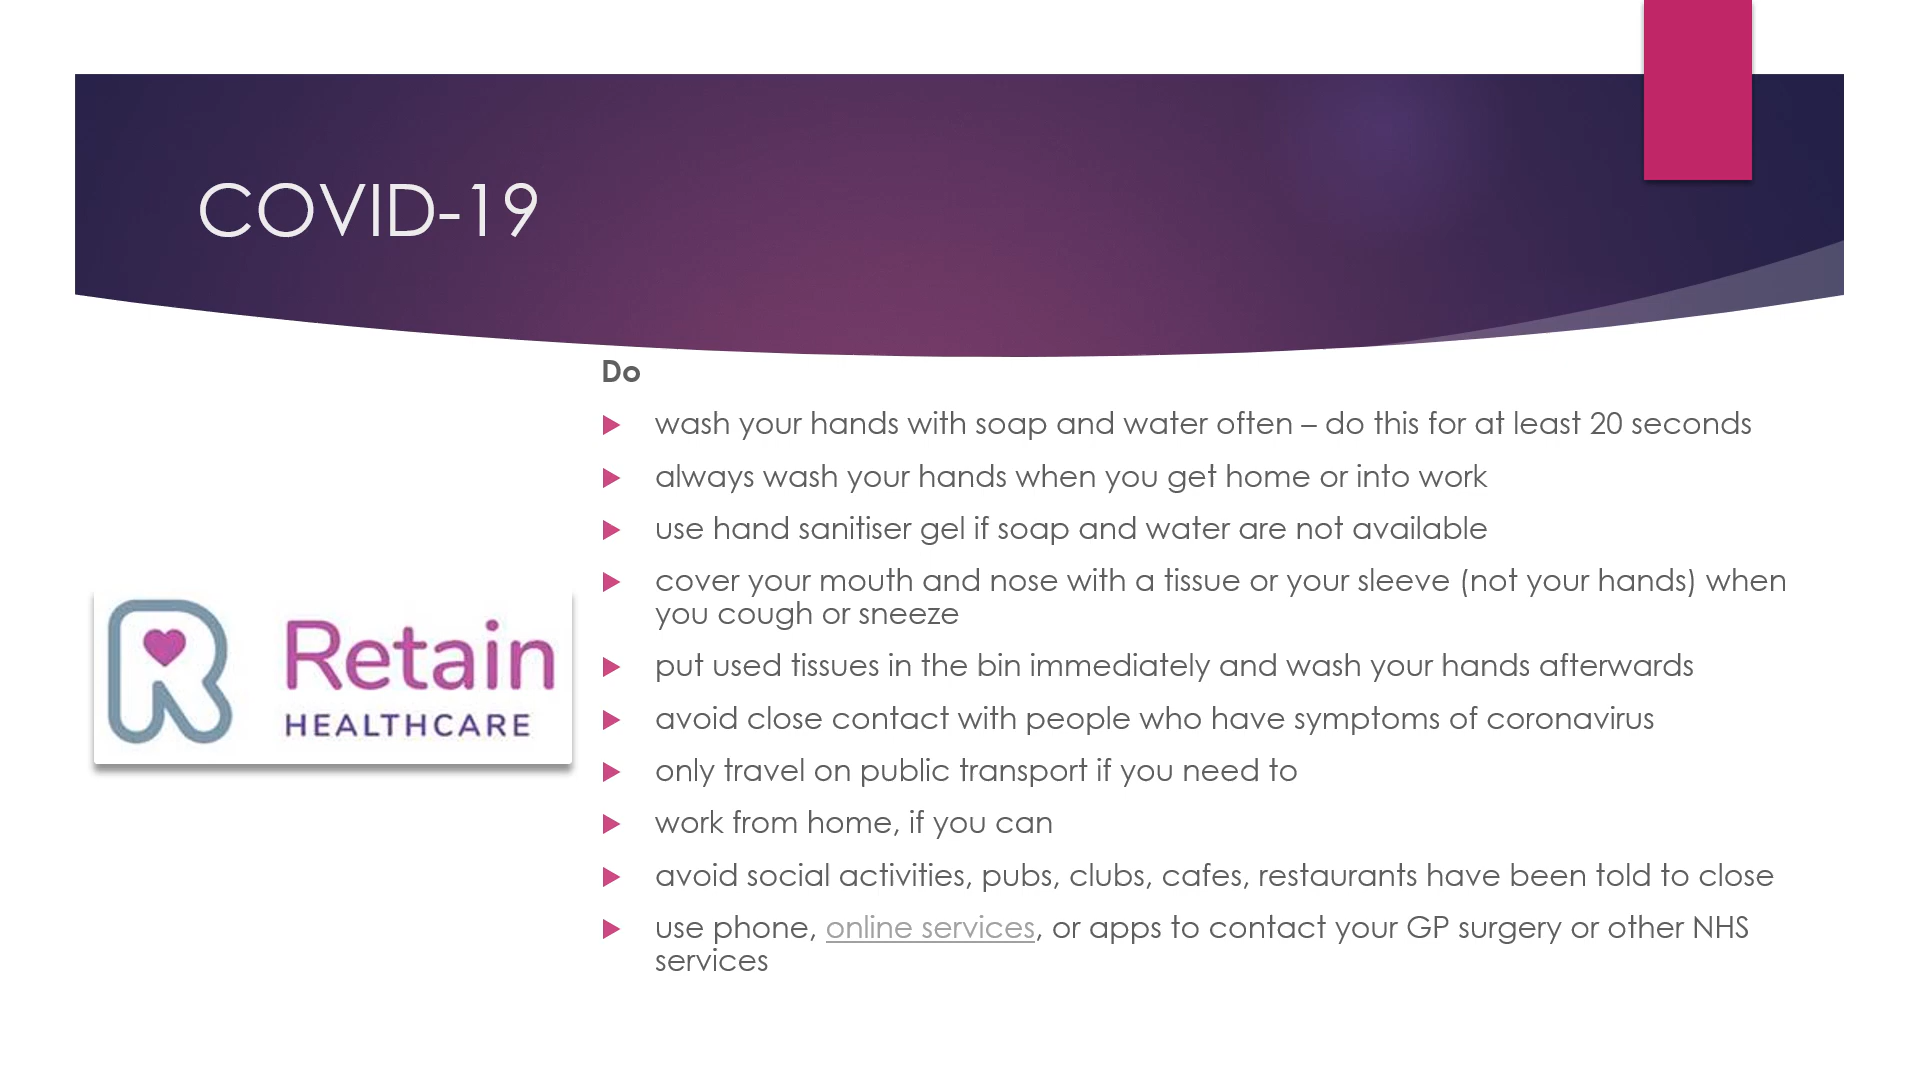 COVID-19
Do
wash your hands with soap and water often – do this for at least 20 seconds
always wash your hands when you get home or into work
use hand sanitiser gel if soap and water are not available
cover your mouth and nose with a tissue or your sleeve (not your hands) when
you cough or sneeze
put used tissues in the bin immediately and wash your hands afterwards
avoid close contact with people who have symptoms of coronavirus
only travel on public transport if you need to
work from home, if you can
avoid social activities, pubs, clubs, cafes, restaurants have been told to close
use phone, online services, or apps to contact your GP surgery or other NHS
services
Retain
HEALTHCARE